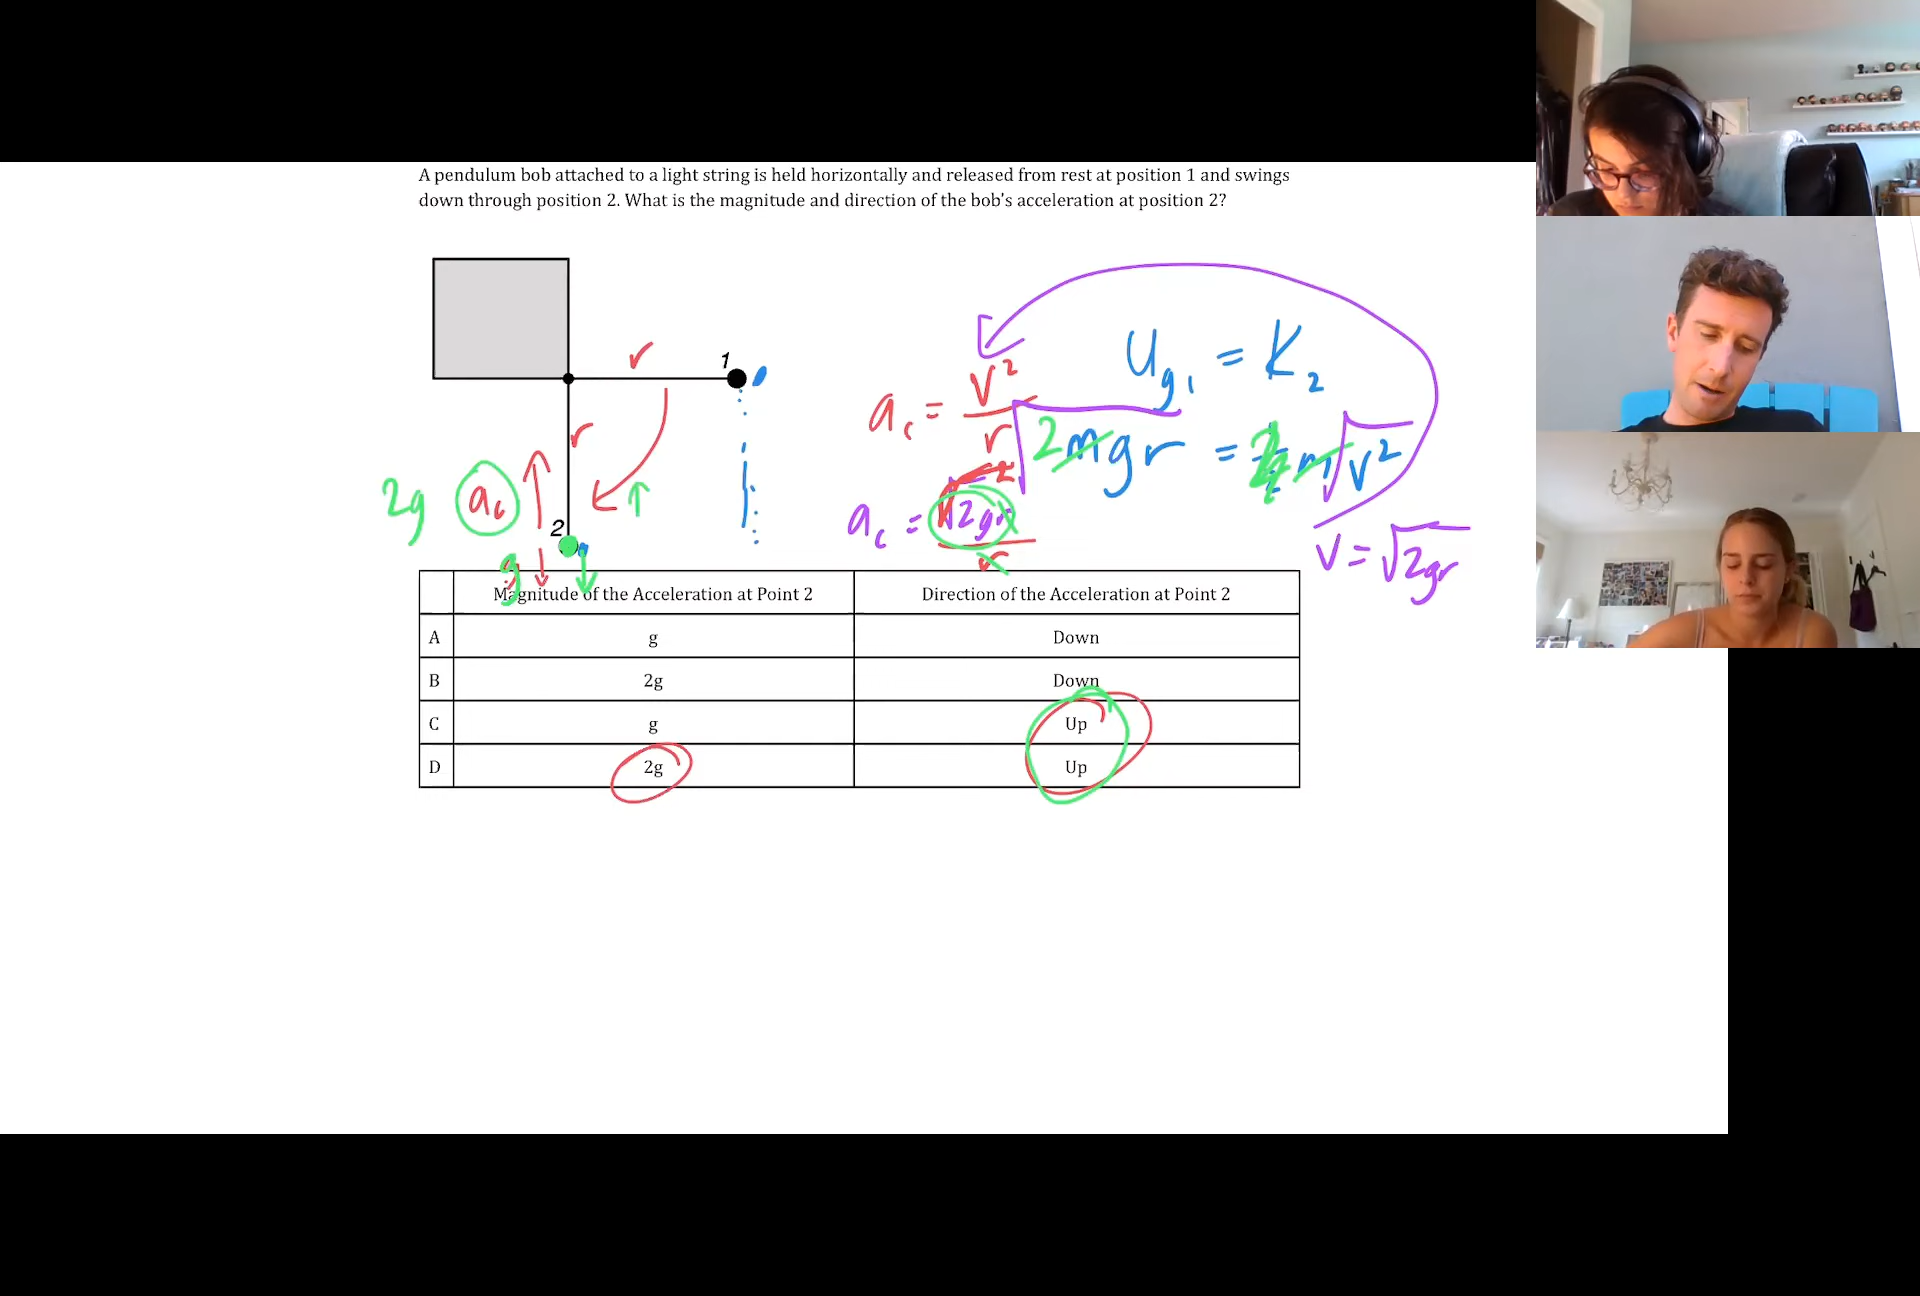 A pendulum bob attached to a light string is held horizontally and released from rest at position 1 and swings
down through position 2. What is the magnitude and direction of the bob's acceleration at position 2?
r
1
r
2
2g
a_c
g
a_c = v² / r
U_g1 = K_2
2mgr = mv²
a_c = 2gr / r
v = √2gr
Magnitude of the Acceleration at Point 2 Direction of the Acceleration at Point 2
A g Down
B 2g Down
C g Up
D 2g Up